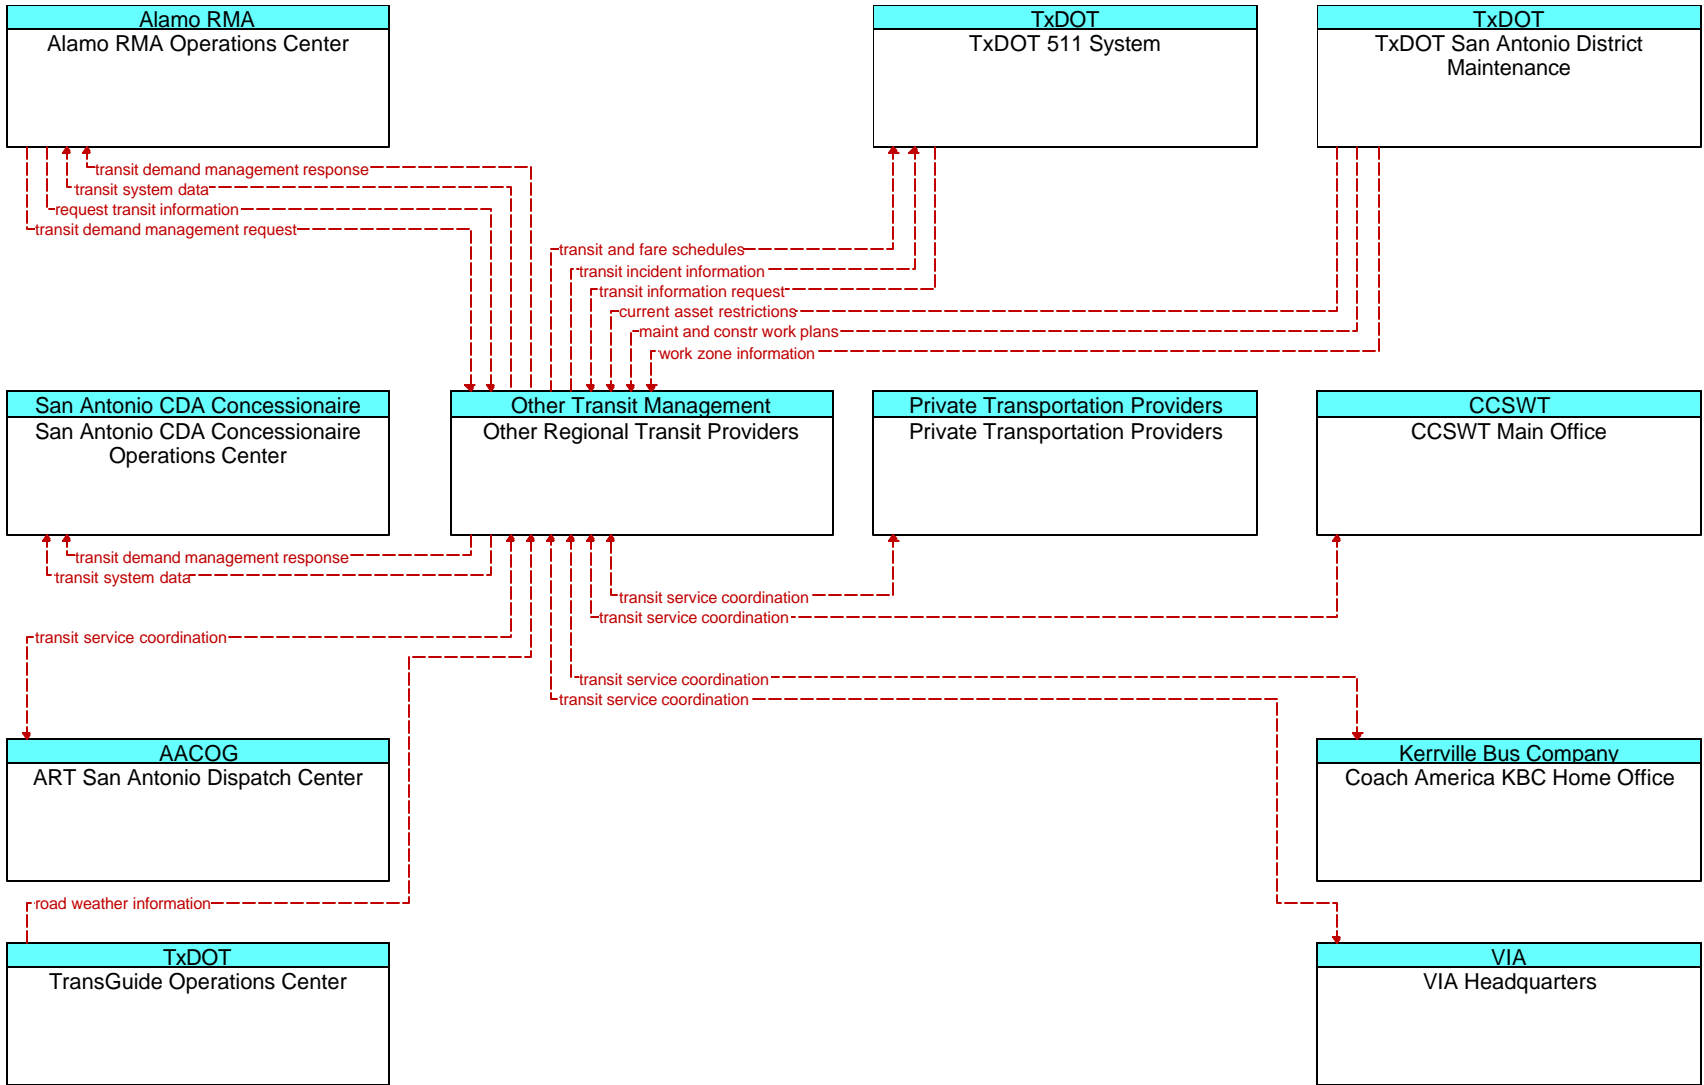 Alamo RMA
Alamo RMA Operations Center
TxDOT
TxDOT 511 System
TxDOT
TxDOT San Antonio District
Maintenance
transit demand management response
transit system data
request transit information
transit demand management request
transit and fare schedules
transit incident information
transit information request
current asset restrictions
maint and constr work plans
work zone information
San Antonio CDA Concessionaire
San Antonio CDA Concessionaire
Operations Center
Other Transit Management
Other Regional Transit Providers
Private Transportation Providers
Private Transportation Providers
CCSWT
CCSWT Main Office
transit demand management response
transit system data
transit service coordination
transit service coordination
transit service coordination
transit service coordination
transit service coordination
AACOG
ART San Antonio Dispatch Center
Kerrville Bus Company
Coach America KBC Home Office
road weather information
TxDOT
TransGuide Operations Center
VIA
VIA Headquarters